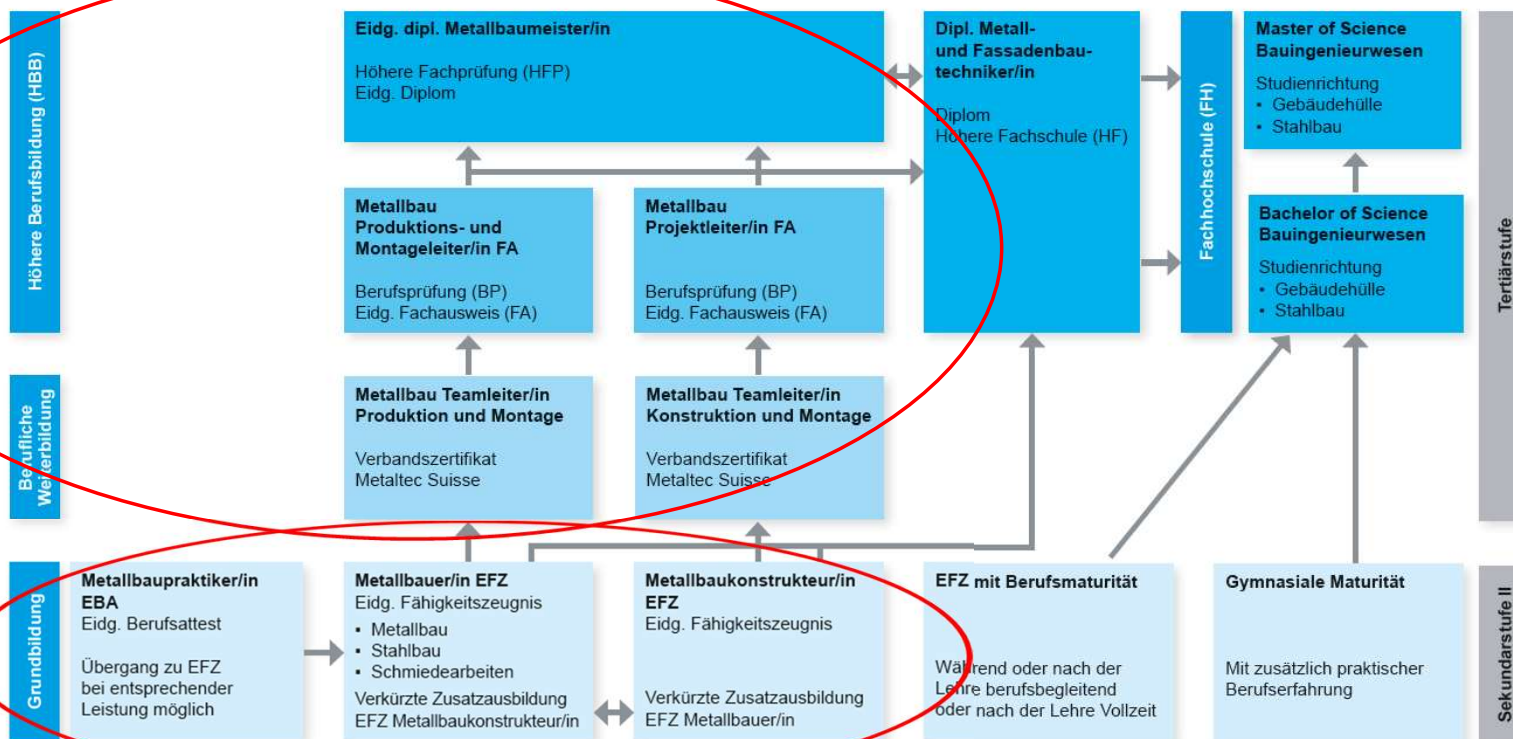 Höhere Berufsbildung (HBB)
Eidg. dipl. Metallbaumeister/in
Höhere Fachprüfung (HFP)
Eidg. Diplom
Dipl. Metall-
und Fassadenbau-
techniker/in
Diplom
Höhere Fachschule (HF)
Fachhochschule (FH)
Master of Science
Bauingenieurwesen
Studienrichtung
▪ Gebäudehülle
▪ Stahlbau
Tertiärstufe
Metallbau
Produktions- und
Montageleiter/in FA
Berufsprüfung (BP)
Eidg. Fachausweis (FA)
Metallbau
Projektleiter/in FA
Berufsprüfung (BP)
Eidg. Fachausweis (FA)
Bachelor of Science
Bauingenieurwesen
Studienrichtung
▪ Gebäudehülle
▪ Stahlbau
Berufliche
Weiterbildung
Metallbau Teamleiter/in
Produktion und Montage
Verbandszertifikat
Metaltec Suisse
Metallbau Teamleiter/in
Konstruktion und Montage
Verbandszertifikat
Metaltec Suisse
Grundbildung
Metallbaupraktiker/in
EBA
Eidg. Berufsattest
Übergang zu EFZ
bei entsprechender
Leistung möglich
Metallbauer/in EFZ
Eidg. Fähigkeitszeugnis
▪ Metallbau
▪ Stahlbau
▪ Schmiedearbeiten
Verkürzte Zusatzausbildung
EFZ Metallbaukonstrukteur/in
Metallbaukonstrukteur/in
EFZ
Eidg. Fähigkeitszeugnis
Verkürzte Zusatzausbildung
EFZ Metallbauer/in
EFZ mit Berufsmaturität
Während oder nach der
Lehre berufsbegleitend
oder nach der Lehre Vollzeit
Gymnasiale Maturität
Mit zusätzlich praktischer
Berufserfahrung
Sekundarstufe II